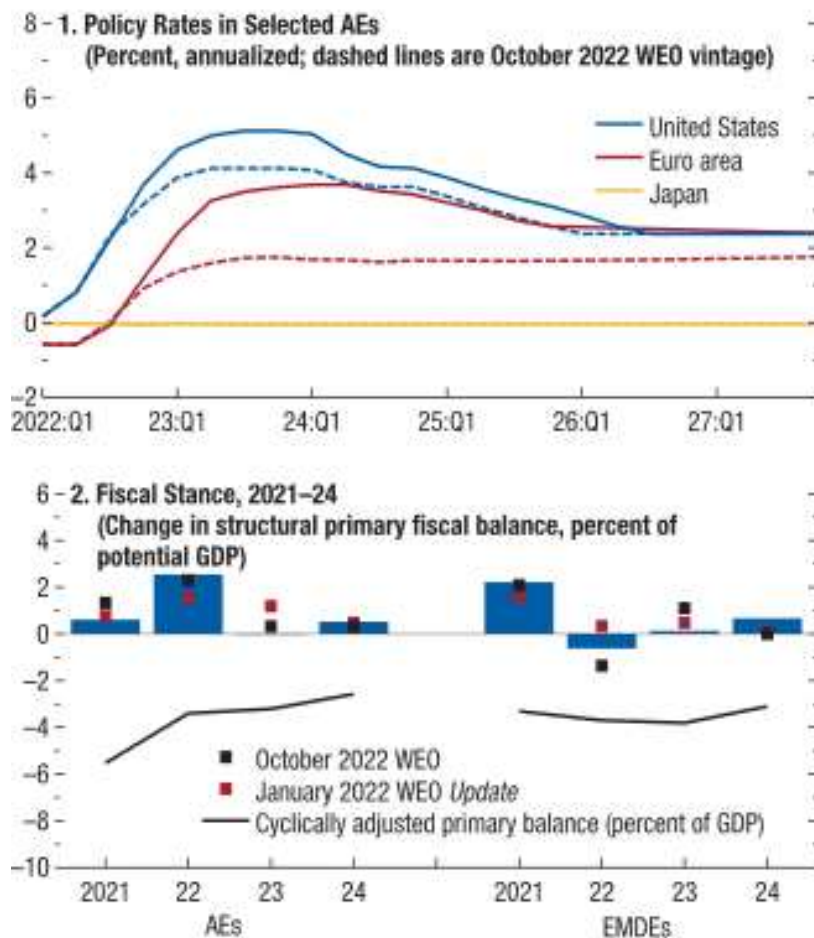 8
1. Policy Rates in Selected AEs
(Percent, annualized; dashed lines are October 2022 WEO vintage)
6
United States
4
Euro area
Japan
2
0
–2
2022:Q1 23:Q1 24:Q1 25:Q1 26:Q1 27:Q1
6
2. Fiscal Stance, 2021–24
(Change in structural primary fiscal balance, percent of
4
potential GDP)
2
0
–2
–4
October 2022 WEO
–6
January 2022 WEO Update
–8
Cyclically adjusted primary balance (percent of GDP)
–10
2021 22 23 24 2021 22 23 24
AEs EMDEs